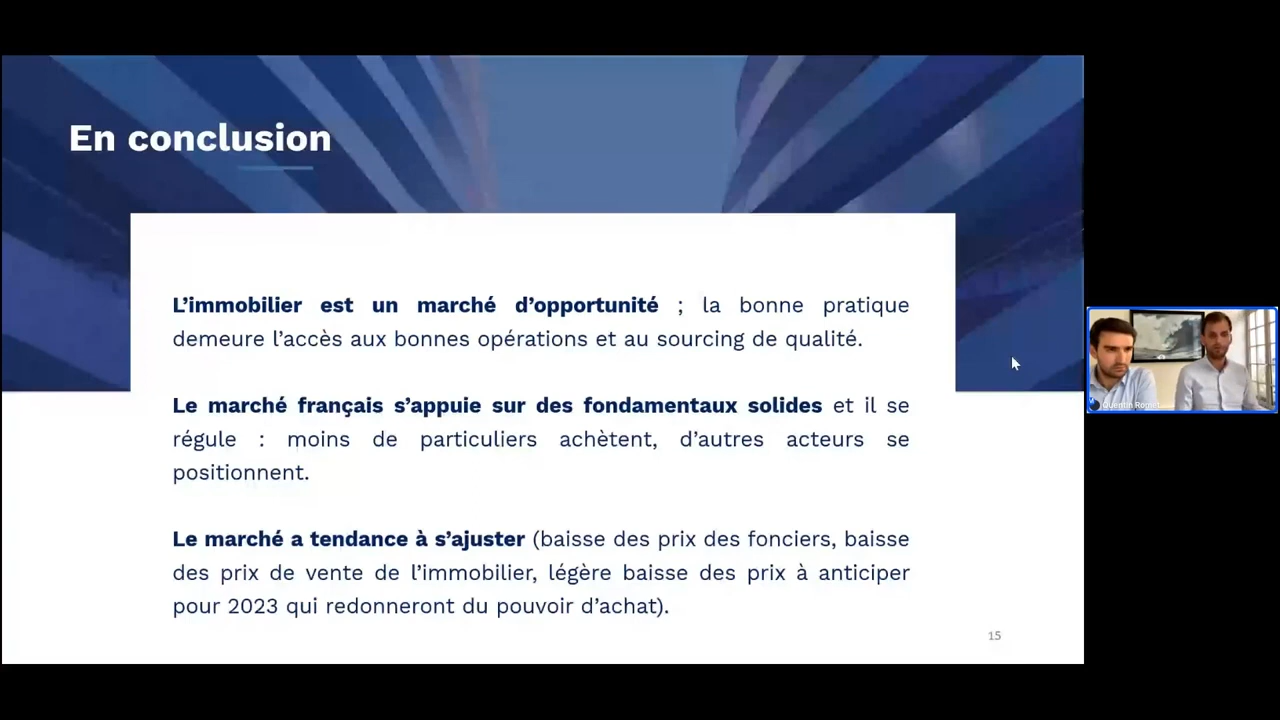 En conclusion
L’immobilier est un marché d’opportunité ; la bonne pratique
demeure l’accès aux bonnes opérations et au sourcing de qualité.
Le marché français s’appuie sur des fondamentaux solides et il se
régule : moins de particuliers achètent, d’autres acteurs se
positionnent.
Le marché a tendance à s’ajuster (baisse des prix des fonciers, baisse
des prix de vente de l’immobilier, légère baisse des prix à anticiper
pour 2023 qui redonneront du pouvoir d’achat).
15
Quentin